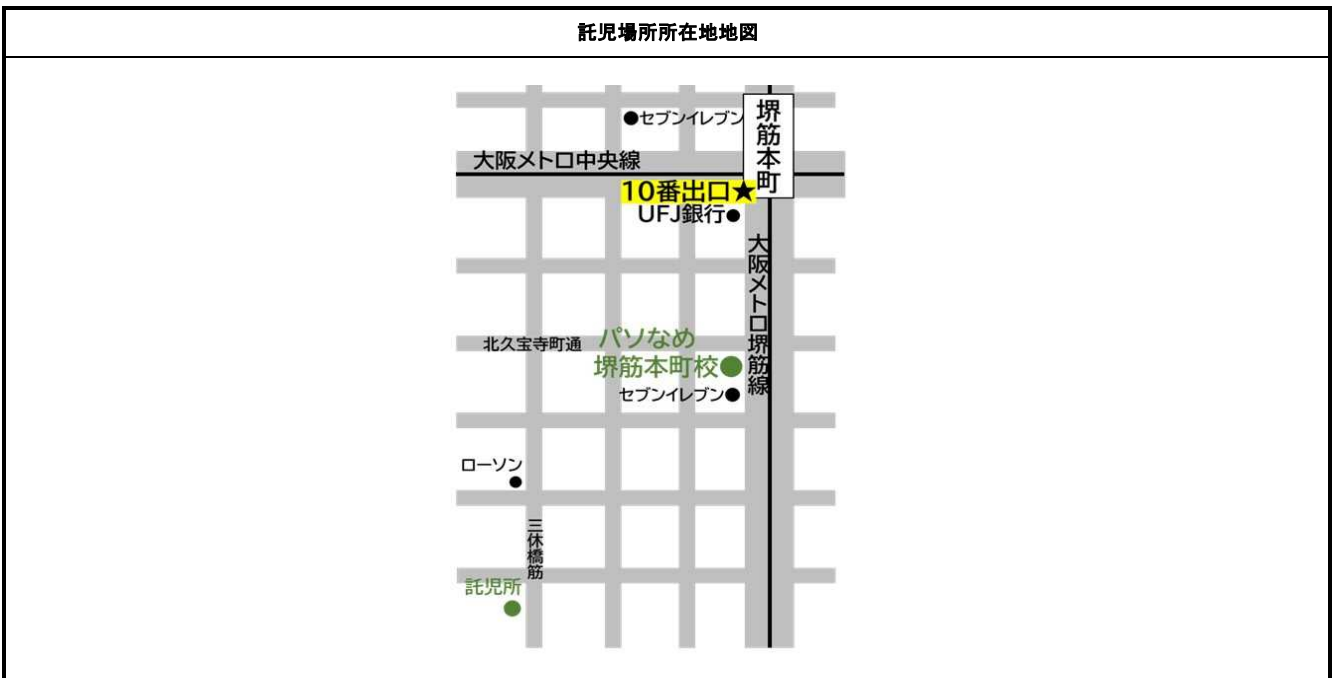 託児場所所在地地図
●セブンイレブン
堺筋本町
大阪メトロ中央線
10番出口★
UFJ銀行●
大阪メトロ堺筋線
北久宝寺町通
パソなめ
堺筋本町校●
セブンイレブン●
ローソン
三休橋筋
託児所